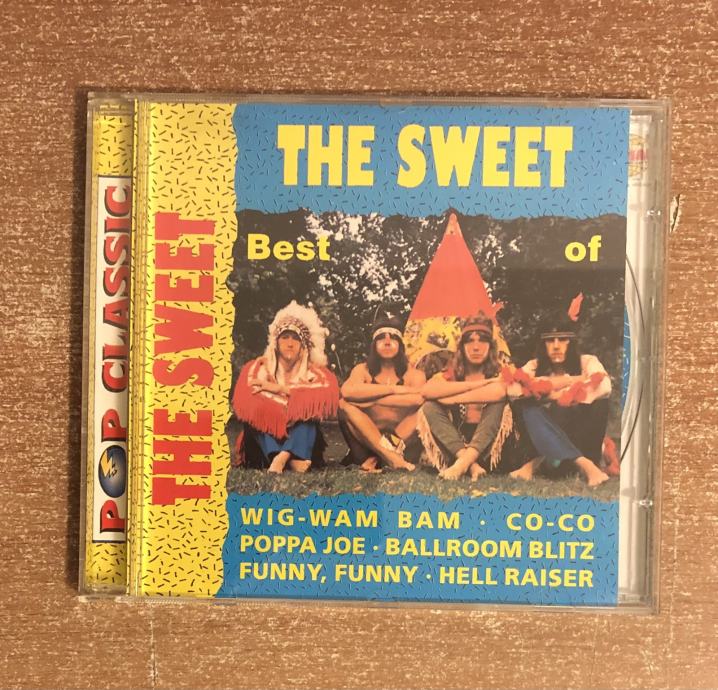 POP CLASSIC
THE SWEET
THE SWEET
Best of
WIG-WAM BAM · CO-CO
POPPA JOE · BALLROOM BLITZ
FUNNY, FUNNY · HELL RAISER